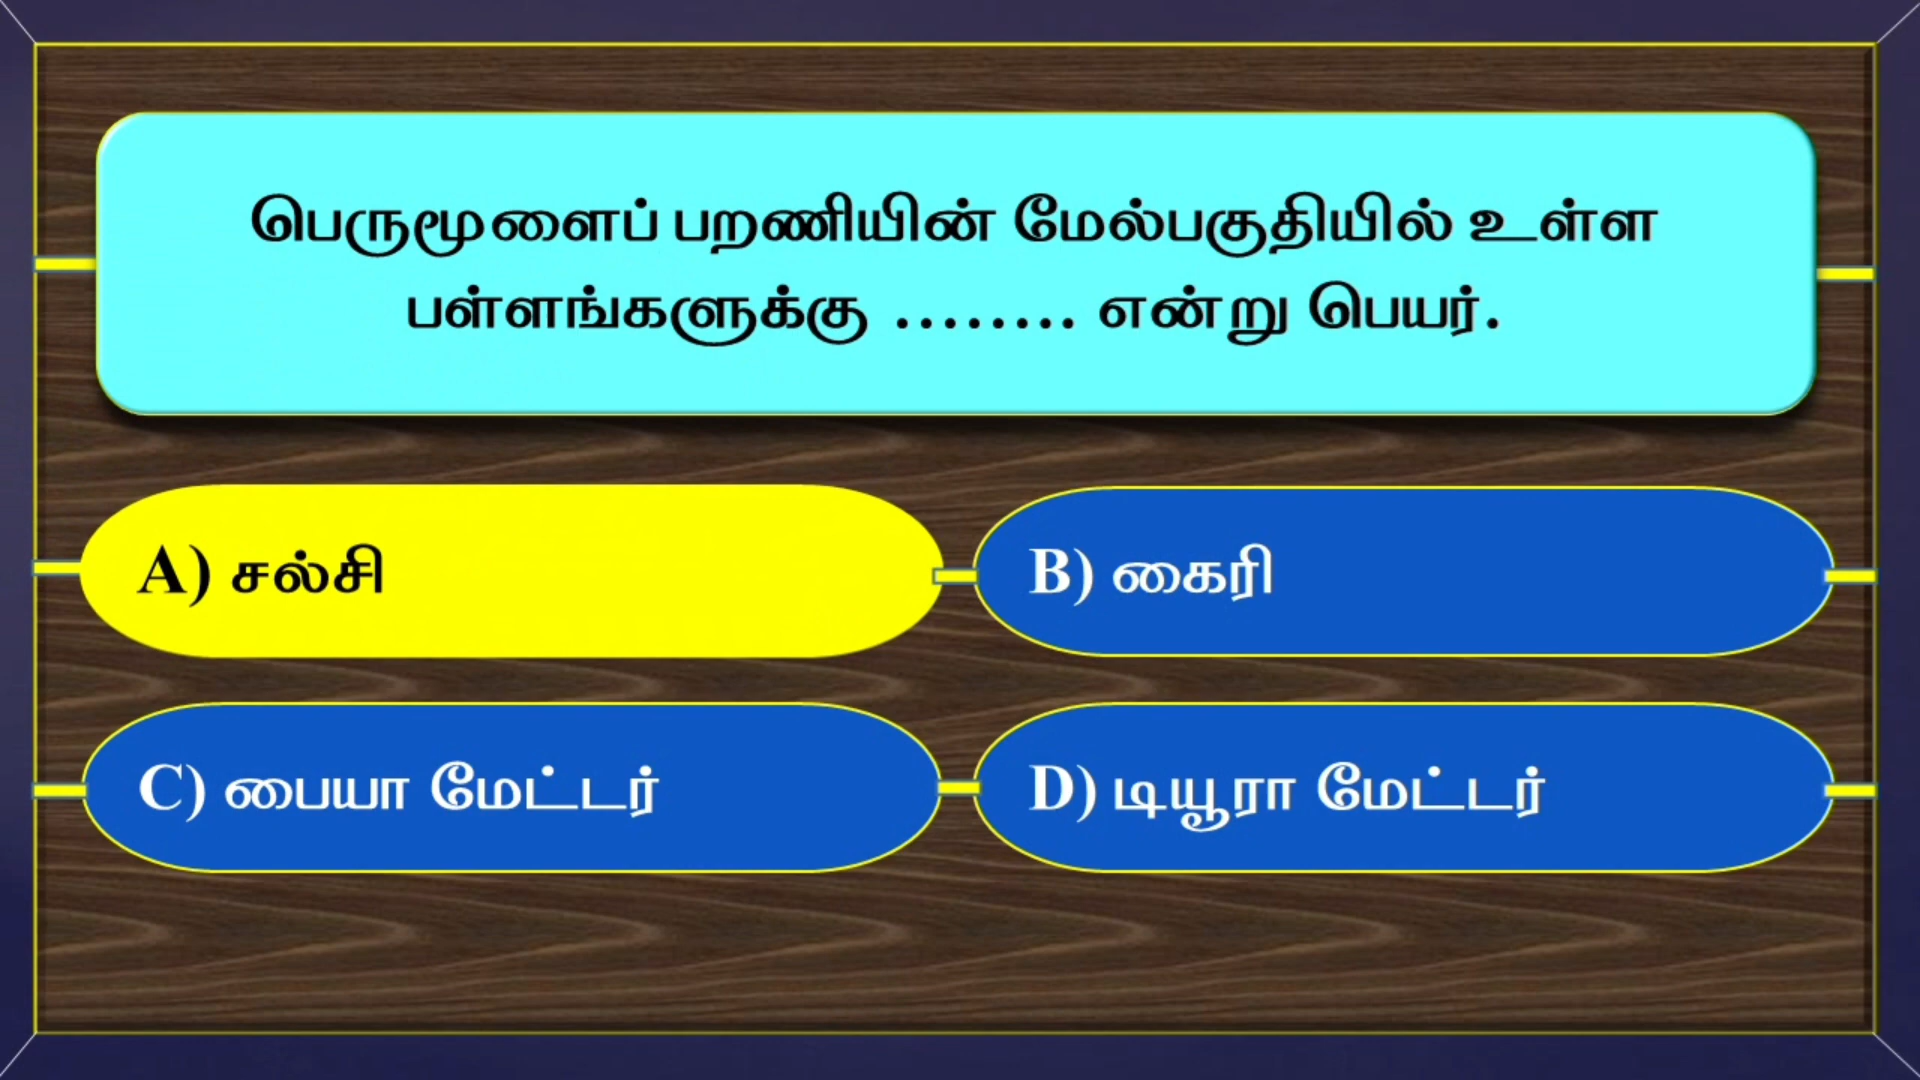 பெருமூளைப் பறணியின் மேல்பகுதியில் உள்ள
பள்ளங்களுக்கு ........ என்று பெயர்.
A) சல்சி
B) கைரி
C) பையா மேட்டர்
D) டியூரா மேட்டர்